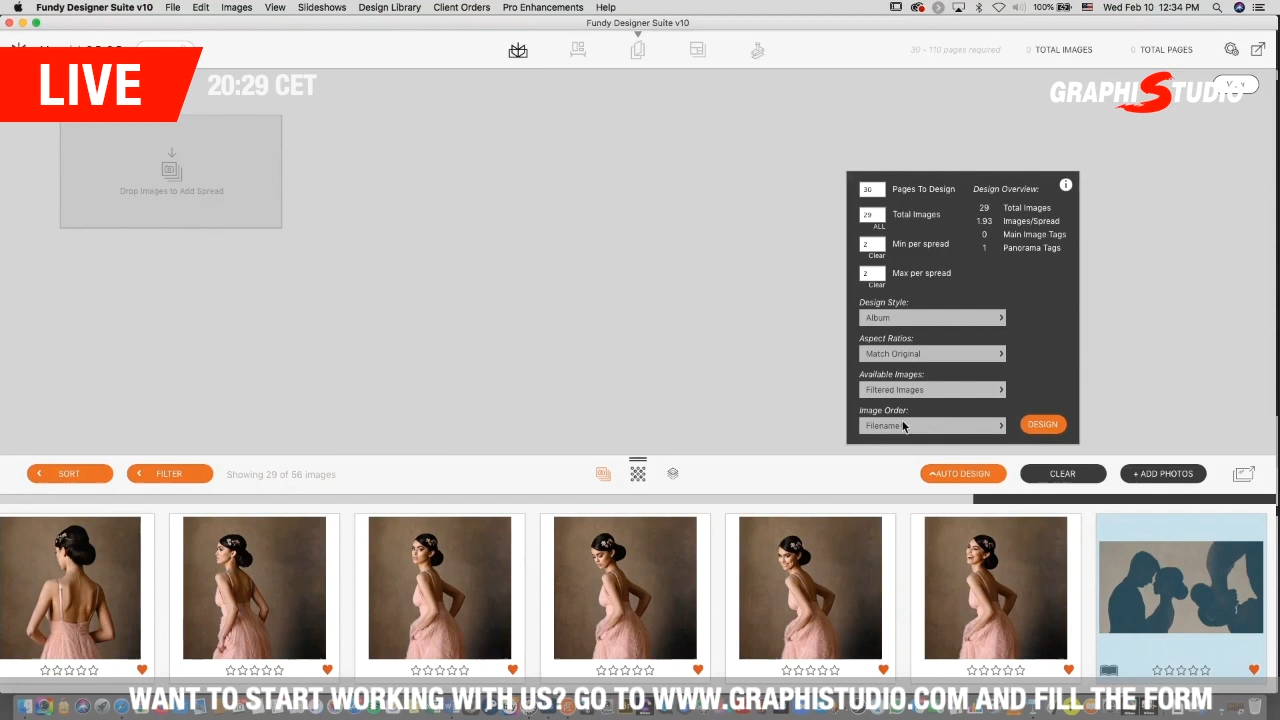 Fundy Designer Suite v10 File Edit Images View Slideshows Design Library Client Orders Pro Enhancements Help 100% Wed Feb 10 12:34 PM
Fundy Designer Suite v10
30 - 110 pages required 0 TOTAL IMAGES 0 TOTAL PAGES
LIVE
20:29 CET
GRAPHISTUDIO
Drop Images to Add Spread
30 Pages To Design
29 Total Images
ALL
2 Min per spread
Clear
2 Max per spread
Clear
Design Overview:
29 Total Images
1.93 Images/Spread
0 Main Image Tags
1 Panorama Tags
Design Style:
Album
Aspect Ratios:
Match Original
Available Images:
Filtered Images
Image Order:
Filename
DESIGN
SORT FILTER Showing 29 of 56 images AUTO DESIGN CLEAR + ADD PHOTOS
WANT TO START WORKING WITH US? GO TO WWW.GRAPHISTUDIO.COM AND FILL THE FORM